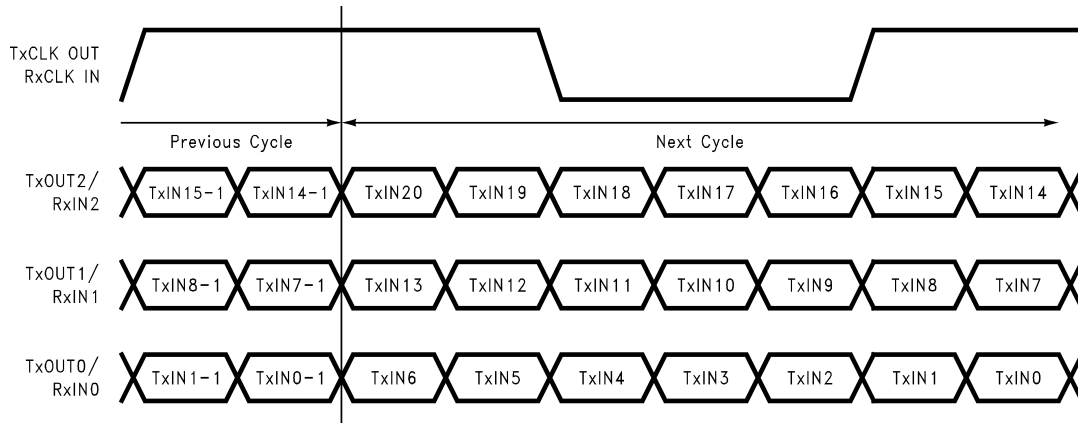 TxCLK OUT
RxCLK IN
Previous Cycle
Next Cycle
TxOUT2/
RxIN2
TxIN15-1 TxIN14-1 TxIN20 TxIN19 TxIN18 TxIN17 TxIN16 TxIN15 TxIN14
TxOUT1/
RxIN1
TxIN8-1 TxIN7-1 TxIN13 TxIN12 TxIN11 TxIN10 TxIN9 TxIN8 TxIN7
TxOUT0/
RxIN0
TxIN1-1 TxIN0-1 TxIN6 TxIN5 TxIN4 TxIN3 TxIN2 TxIN1 TxIN0